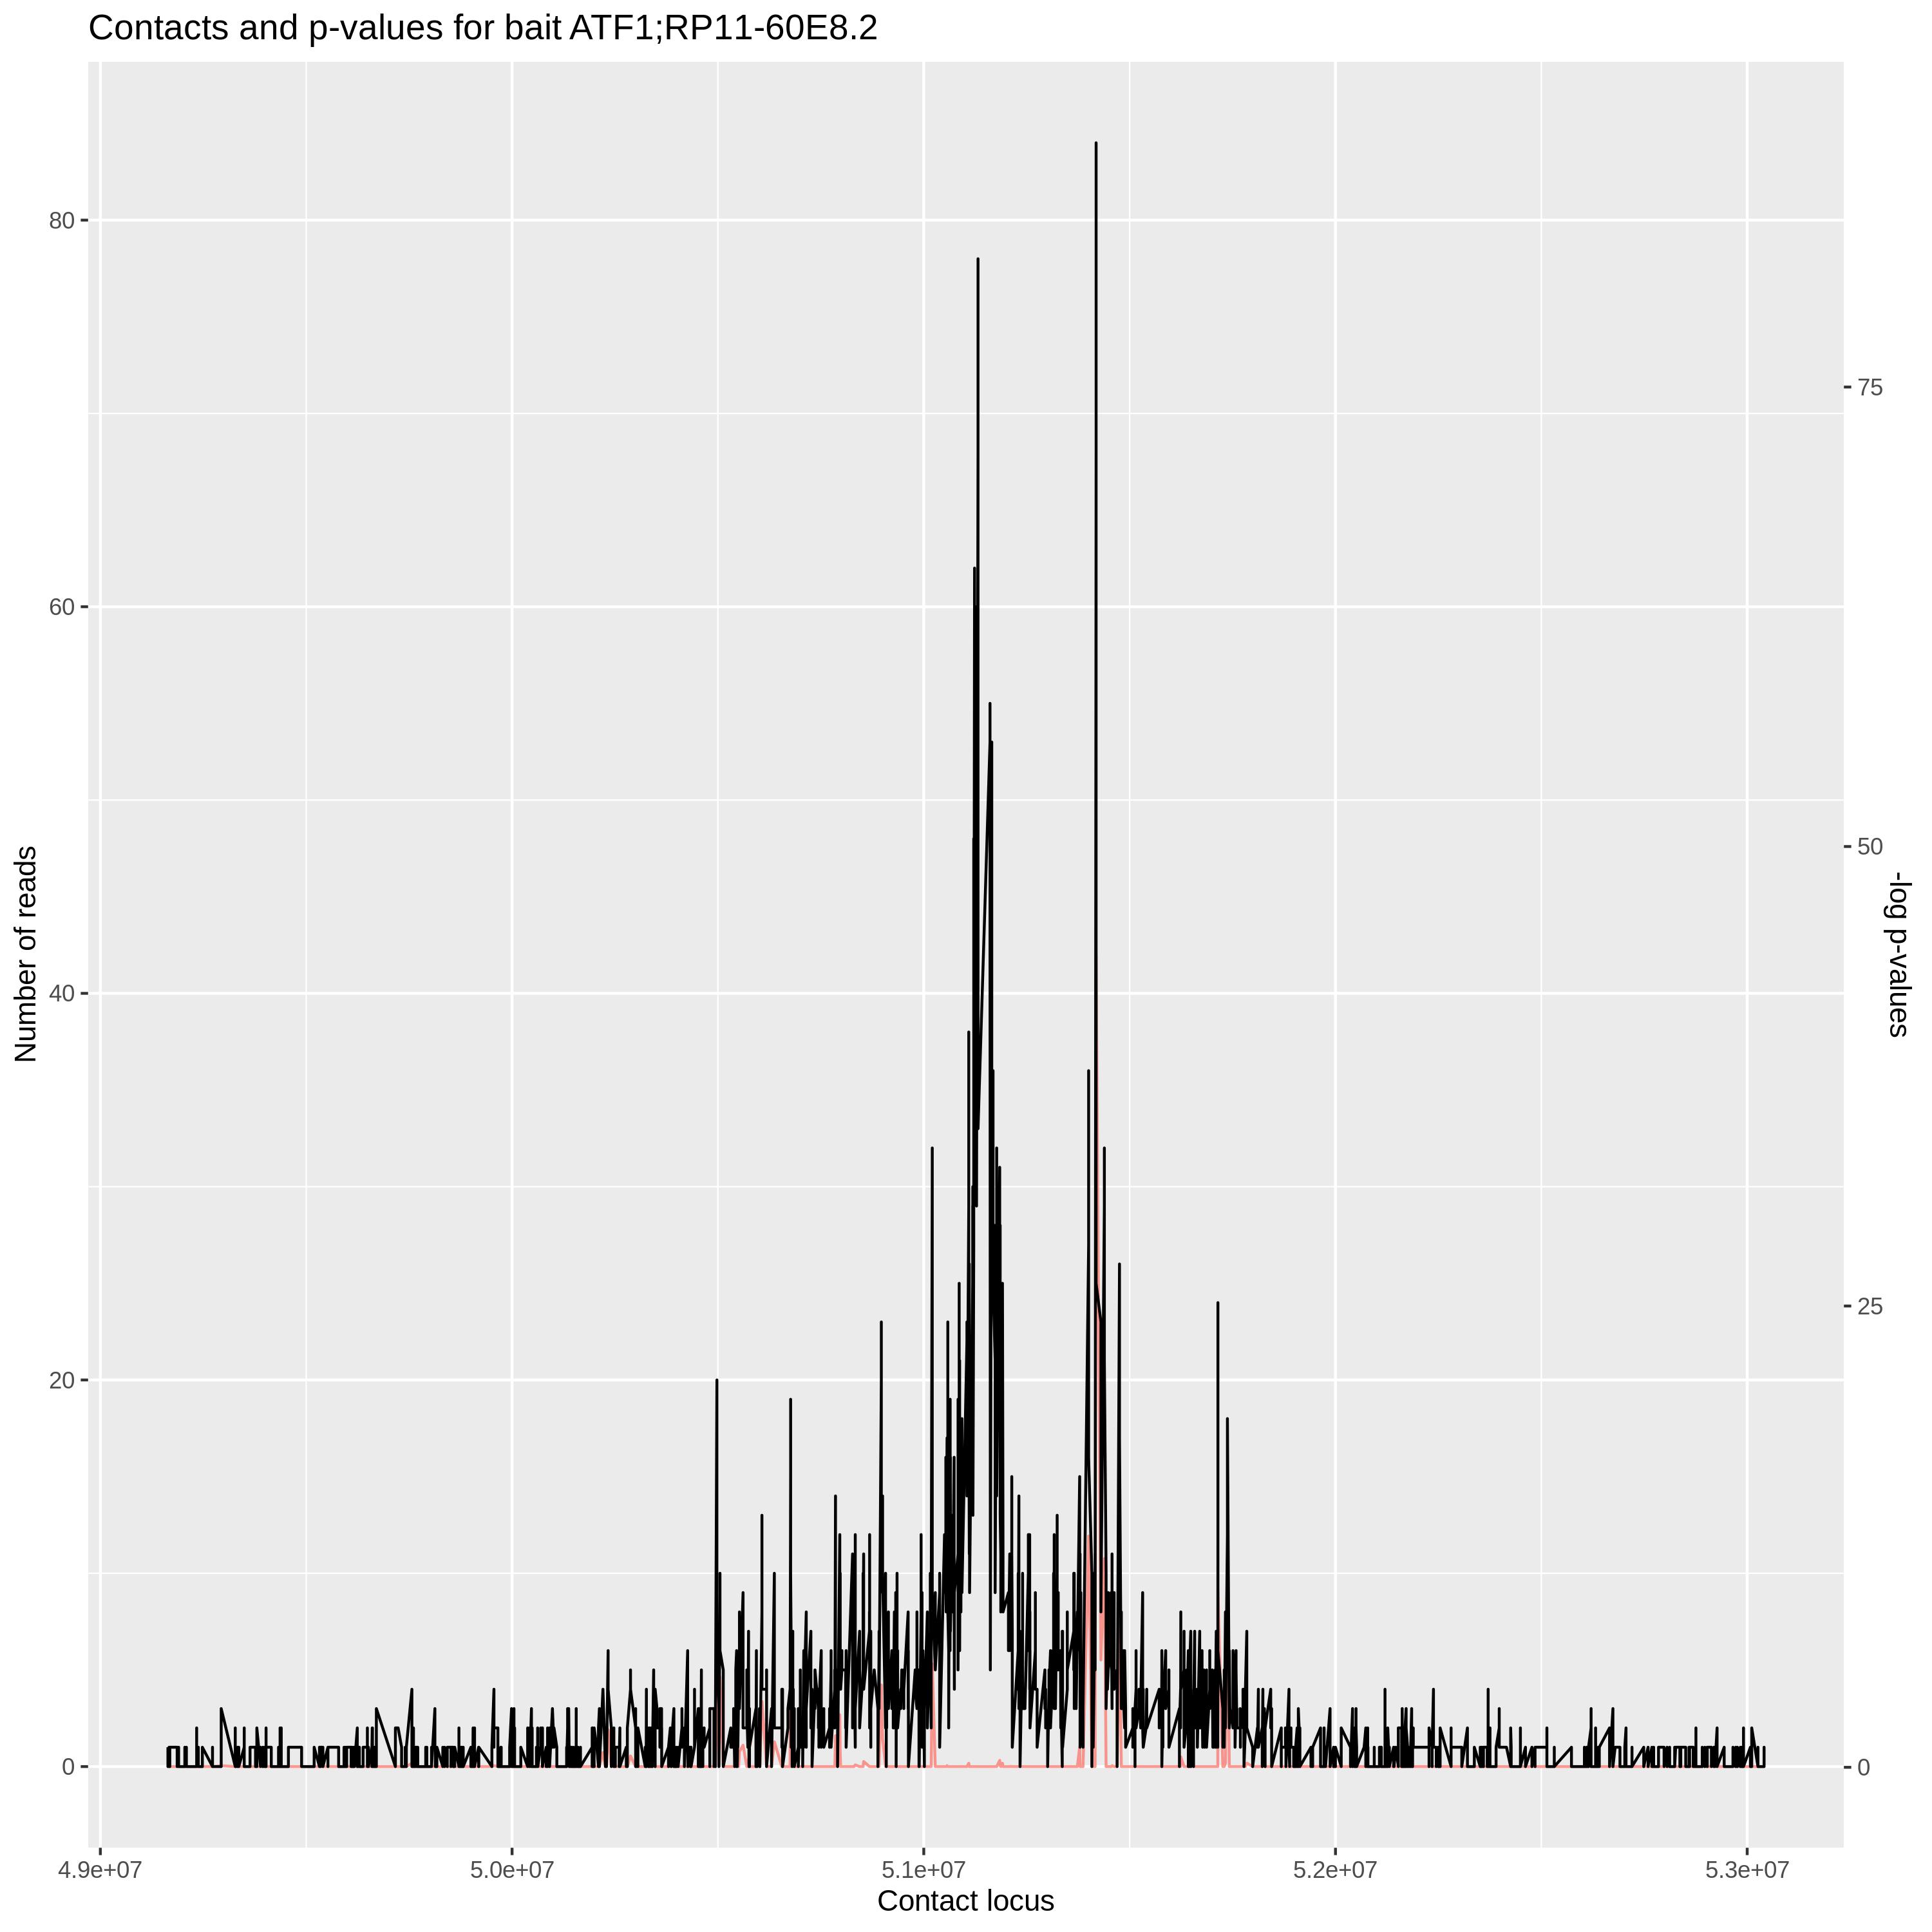 Contacts and p-values for bait ATF1;RP11-60E8.2
80
60
40
20
0
75
50
25
0
Number of reads
-log p-values
4.9e+07
5.0e+07
5.1e+07
5.2e+07
5.3e+07
Contact locus